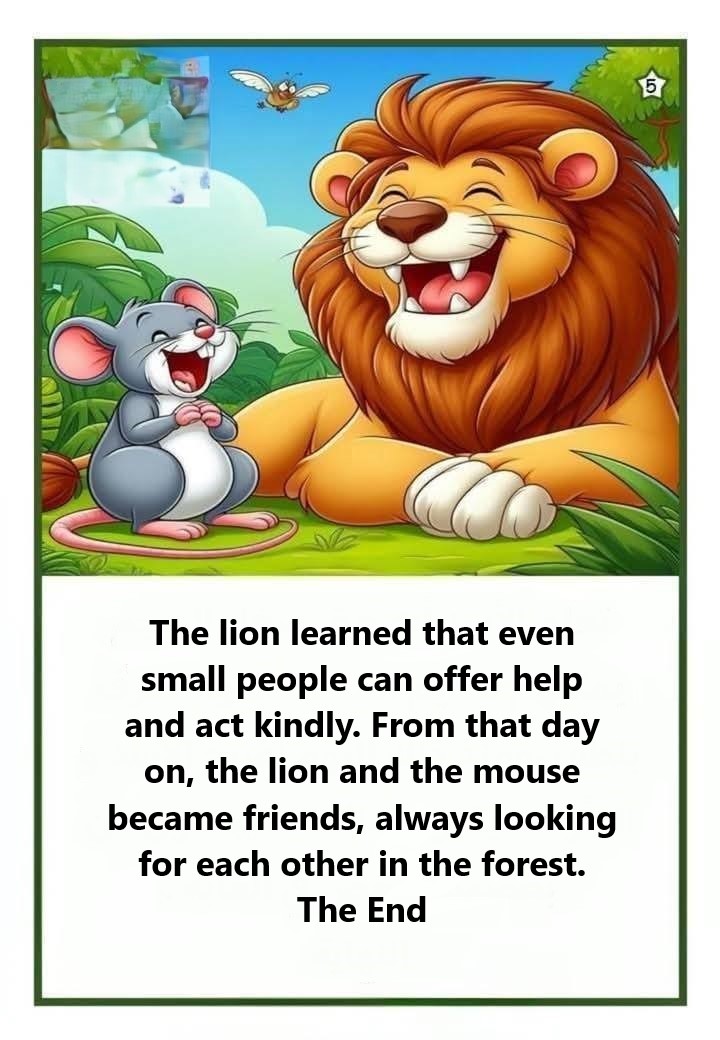 5
The lion learned that even
small people can offer help
and act kindly. From that day
on, the lion and the mouse
became friends, always looking
for each other in the forest.
The End